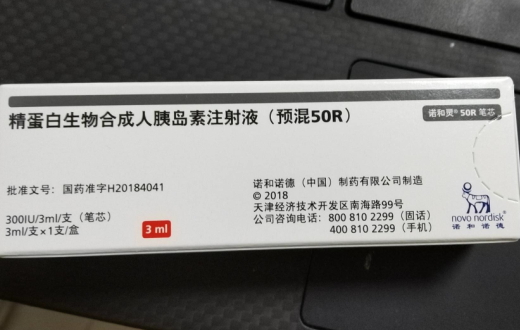 精蛋白生物合成人胰岛素注射液（预混50R）
诺和灵® 50R 笔芯
批准文号：国药准字H20184041
300IU/3ml/支（笔芯）
3ml/支×1支/盒
3 ml
诺和诺德（中国）制药有限公司制造
© 2018
天津经济技术开发区南海路99号
公司咨询电话：800 810 2299（固话）
400 810 2299（手机）
novo nordisk®
诺和诺德